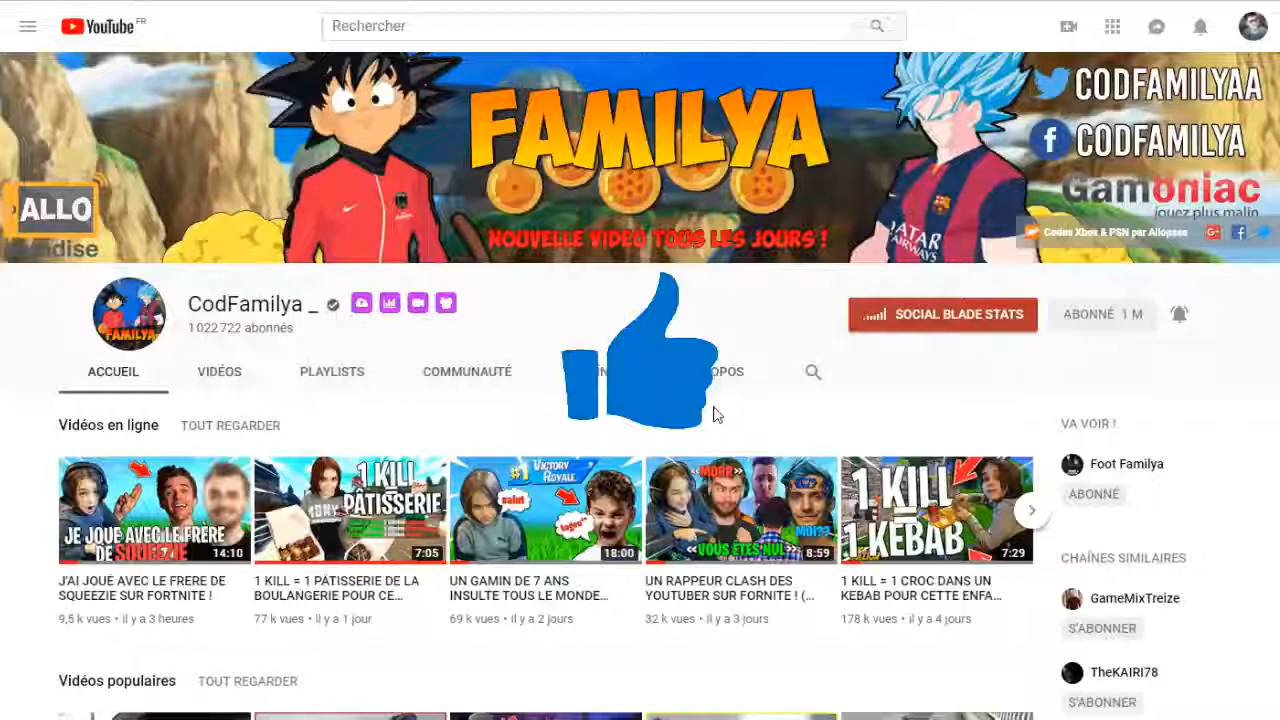 YouTube FR
Rechercher
FAMILYA
NOUVELLE VIDEO TOUS LES JOURS !
CODFAMILYAA
CODFAMILYA
Gamoniac
jouez plus malin
ALLO
QATAR
AIRWAYS
Codes Xbox & PSN par Allopass
CodFamilya _
1 022 722 abonnés
SOCIAL BLADE STATS
ABONNÉ 1 M
ACCUEIL
VIDÉOS
PLAYLISTS
COMMUNAUTÉ
OPOS
Vidéos en ligne
TOUT REGARDER
JE JOUE AVEC LE FRÈRE
DE SQUEEZIE
14:10
1 KILL
PÂTISSERIE
7:05
#1 VICTORY
ROYALE
18:00
«MORR»
MOI??
«VOUS ETES NUL»
8:59
1 KILL
1 KEBAB
7:29
J'AI JOUÉ AVEC LE FRERE DE
SQUEEZIE SUR FORTNITE !
9,5 k vues • il y a 3 heures
1 KILL = 1 PÂTISSERIE DE LA
BOULANGERIE POUR CE...
77 k vues • il y a 1 jour
UN GAMIN DE 7 ANS
INSULTE TOUS LE MONDE...
69 k vues • il y a 2 jours
UN RAPPEUR CLASH DES
YOUTUBER SUR FORNITE ! (...
32 k vues • il y a 3 jours
1 KILL = 1 CROC DANS UN
KEBAB POUR CETTE ENFA...
178 k vues • il y a 4 jours
VA VOIR !
Foot Familya
ABONNÉ
CHAÎNES SIMILAIRES
GameMixTreize
S'ABONNER
TheKAIRI78
S'ABONNER
Vidéos populaires
TOUT REGARDER